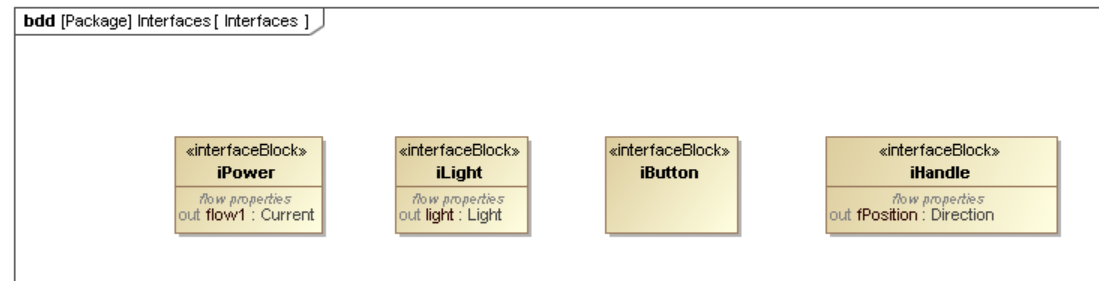 bdd [Package] Interfaces [ Interfaces ]
«interfaceBlock»
iPower
flow properties
out flow1 : Current
«interfaceBlock»
iLight
flow properties
out light : Light
«interfaceBlock»
iButton
«interfaceBlock»
iHandle
flow properties
out fPosition : Direction